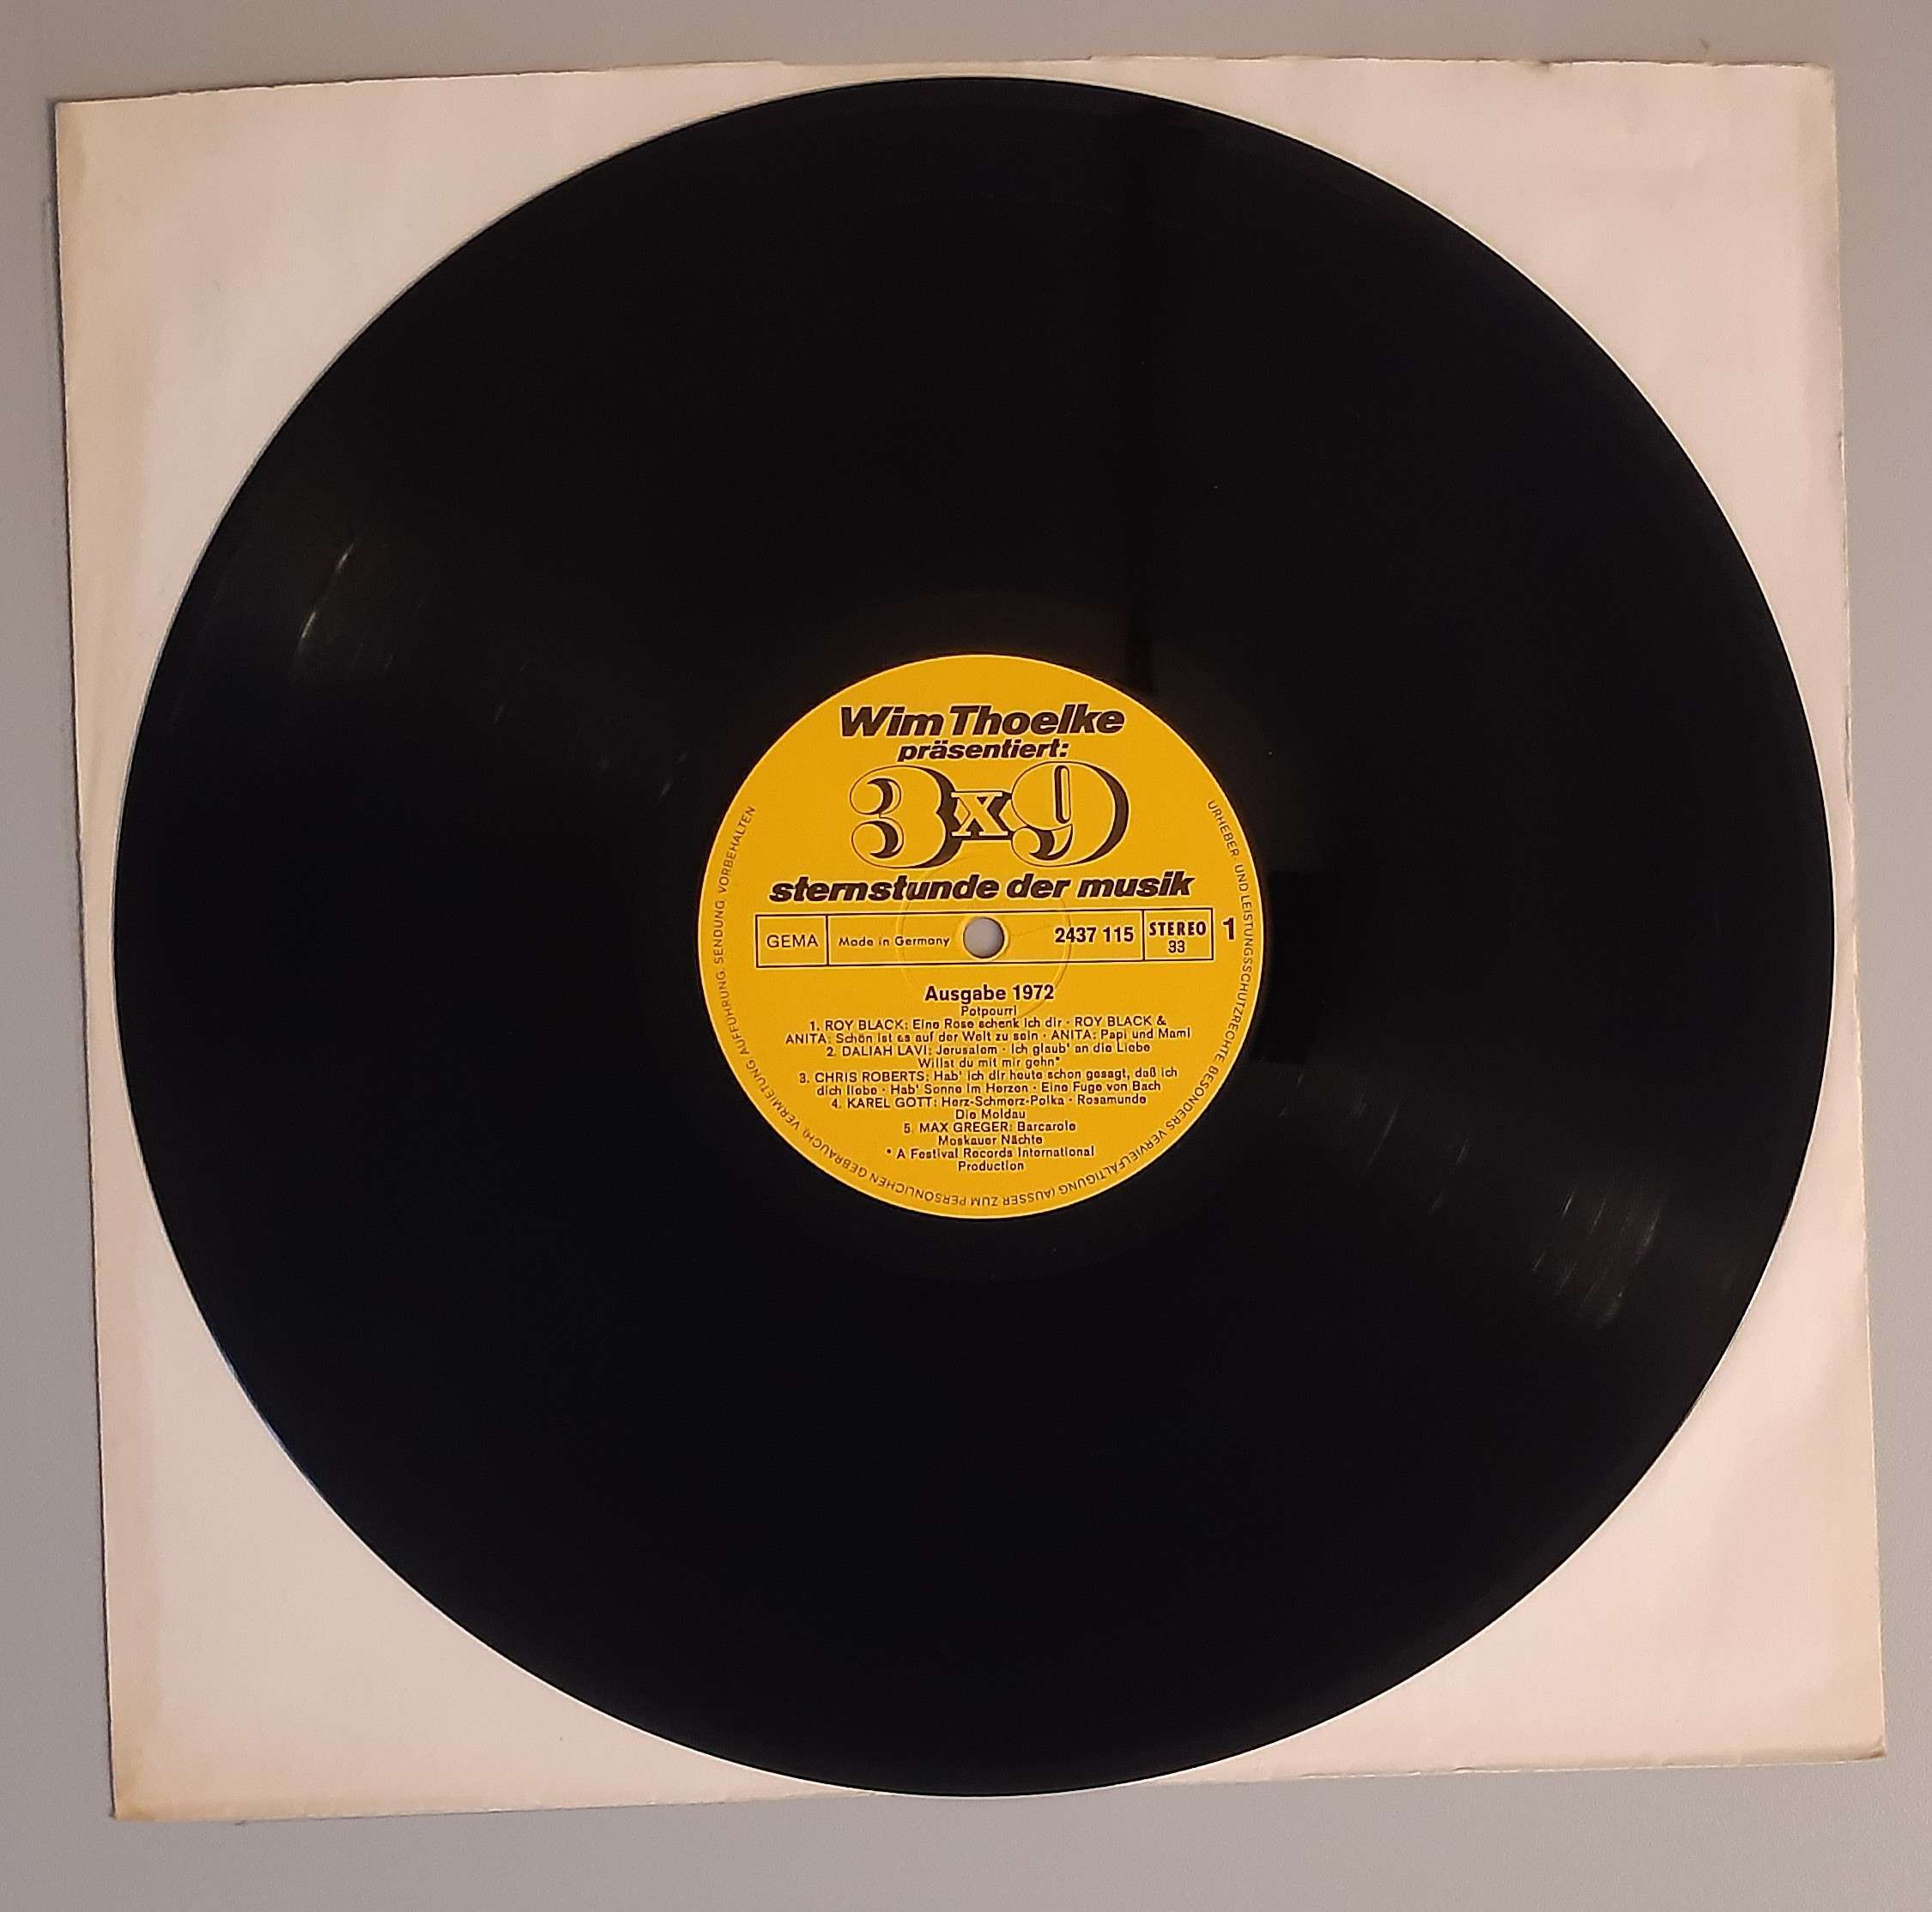 Wim Thoelke
präsentiert:
3x9
sternstunde der musik
GEMA
Made in Germany
2437 115
STEREO
33
1
Ausgabe 1972
Potpourri
1. ROY BLACK: Eine Rose schenk ich dir · ROY BLACK &
ANITA: Schön ist es auf der Welt zu sein · ANITA: Papi und Mami
2. DALIAH LAVI: Jerusalem · Ich glaub' an die Liebe
Willst du mit mir gehn*
3. CHRIS ROBERTS: Hab' ich dir heute schon gesagt, daß ich
dich liebe · Hab' Sonne im Herzen · Eine Fuge von Bach
4. KAREL GOTT: Herz-Schmerz-Polka · Rosamunde
Die Moldau
5. MAX GREGER: Barcarole
Moskauer Nächte
* A Festival Records International
Production
URHEBER- UND LEISTUNGSSCHUTZRECHTE, BESONDERS VERVIELFÄLTIGUNG (AUSSER ZUM PERSÖNLICHEN GEBRAUCH), VERMIETUNG, AUFFÜHRUNG, SENDUNG, VORBEHALTEN